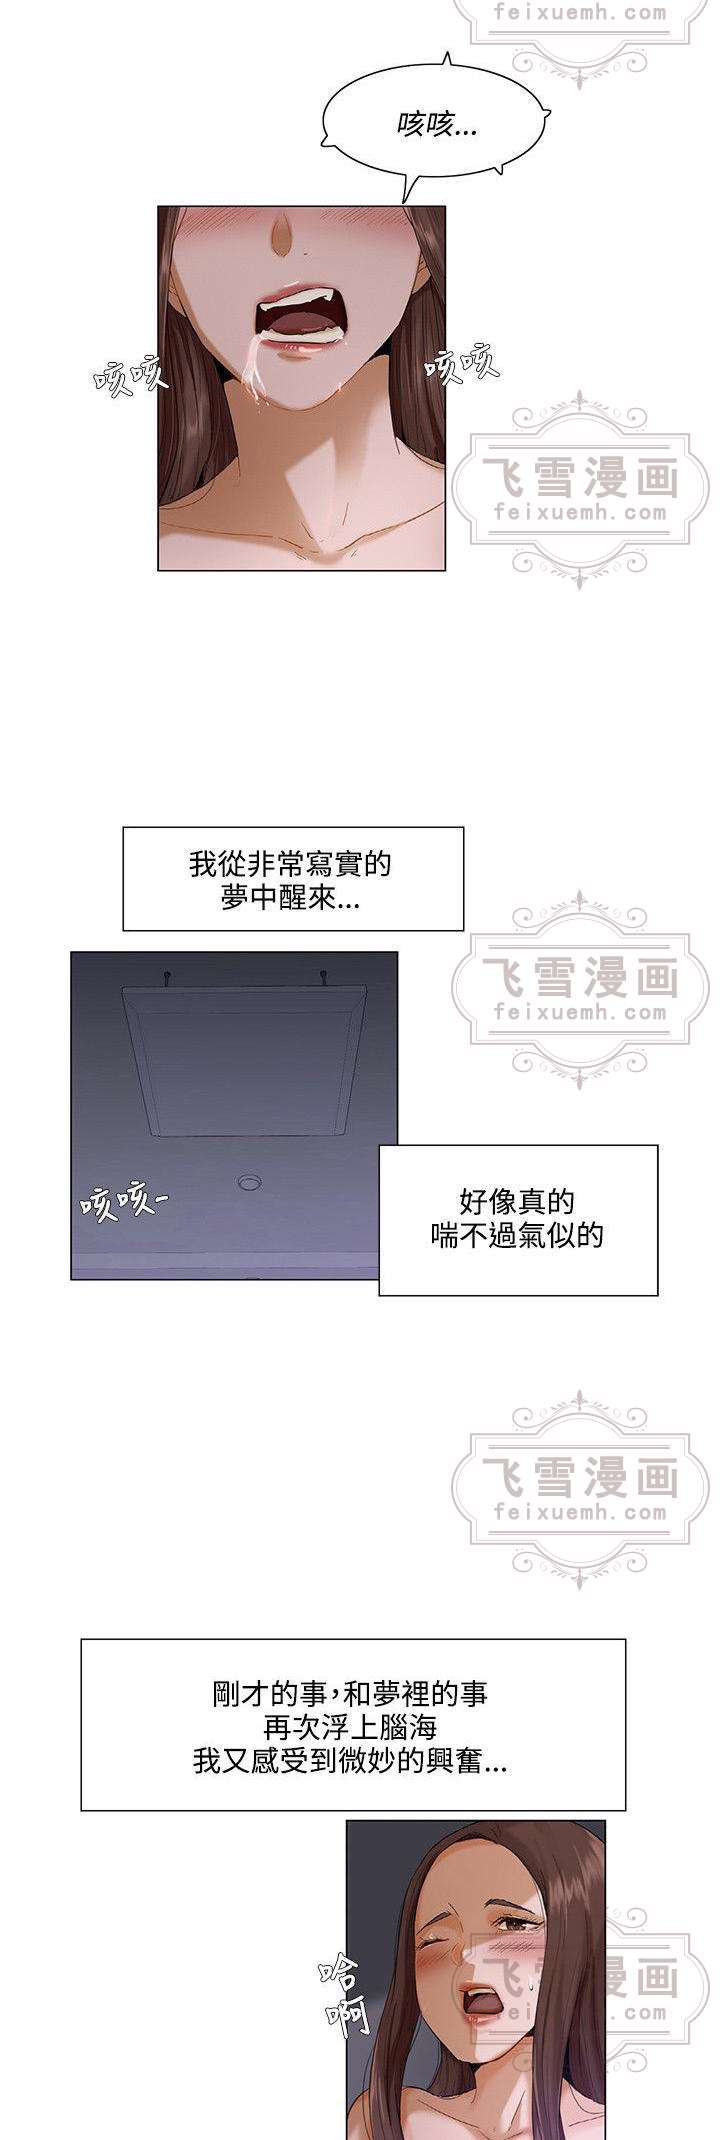 feixuemh.com
咳咳...
咳咳
咳咳
飞雪漫画
feixuemh.com
我從非常寫實的
夢中醒來...
飞雪漫画
feixuemh.com
咳咳-
好像真的
喘不過氣似的
飞雪漫画
feixuemh.com
剛才的事,和夢裡的事
再次浮上腦海
我又感受到微妙的興奮...
哈
啊
飞雪漫画
feixuemh.com